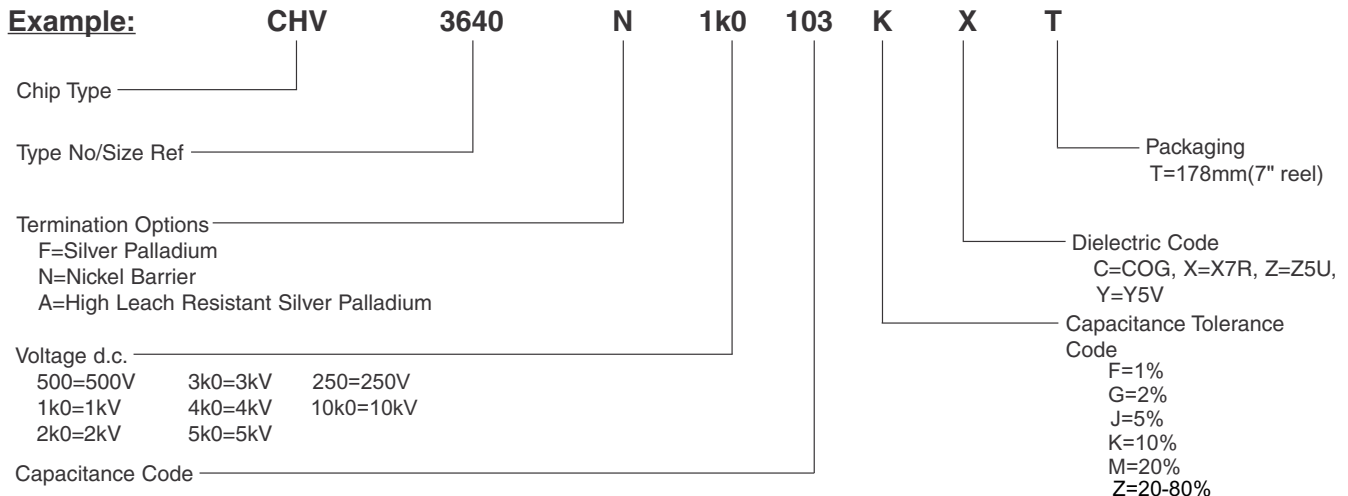 Example: CHV 3640 N 1k0 103 K X T
Chip Type
Type No/Size Ref
Packaging
T=178mm(7" reel)
Termination Options
F=Silver Palladium
N=Nickel Barrier
A=High Leach Resistant Silver Palladium
Dielectric Code
C=COG, X=X7R, Z=Z5U,
Y=Y5V
Capacitance Tolerance
Code
F=1%
G=2%
J=5%
K=10%
M=20%
Z=20-80%
Voltage d.c.
500=500V 3k0=3kV 250=250V
1k0=1kV 4k0=4kV 10k0=10kV
2k0=2kV 5k0=5kV
Capacitance Code